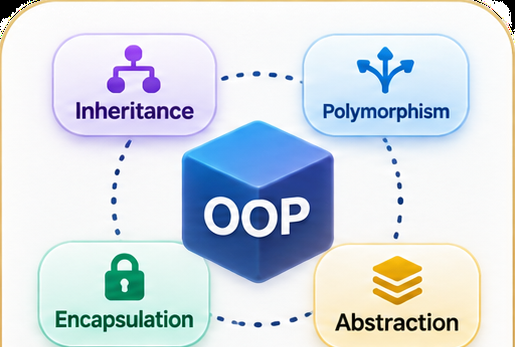 Inheritance
Polymorphism
OOP
Encapsulation
Abstraction